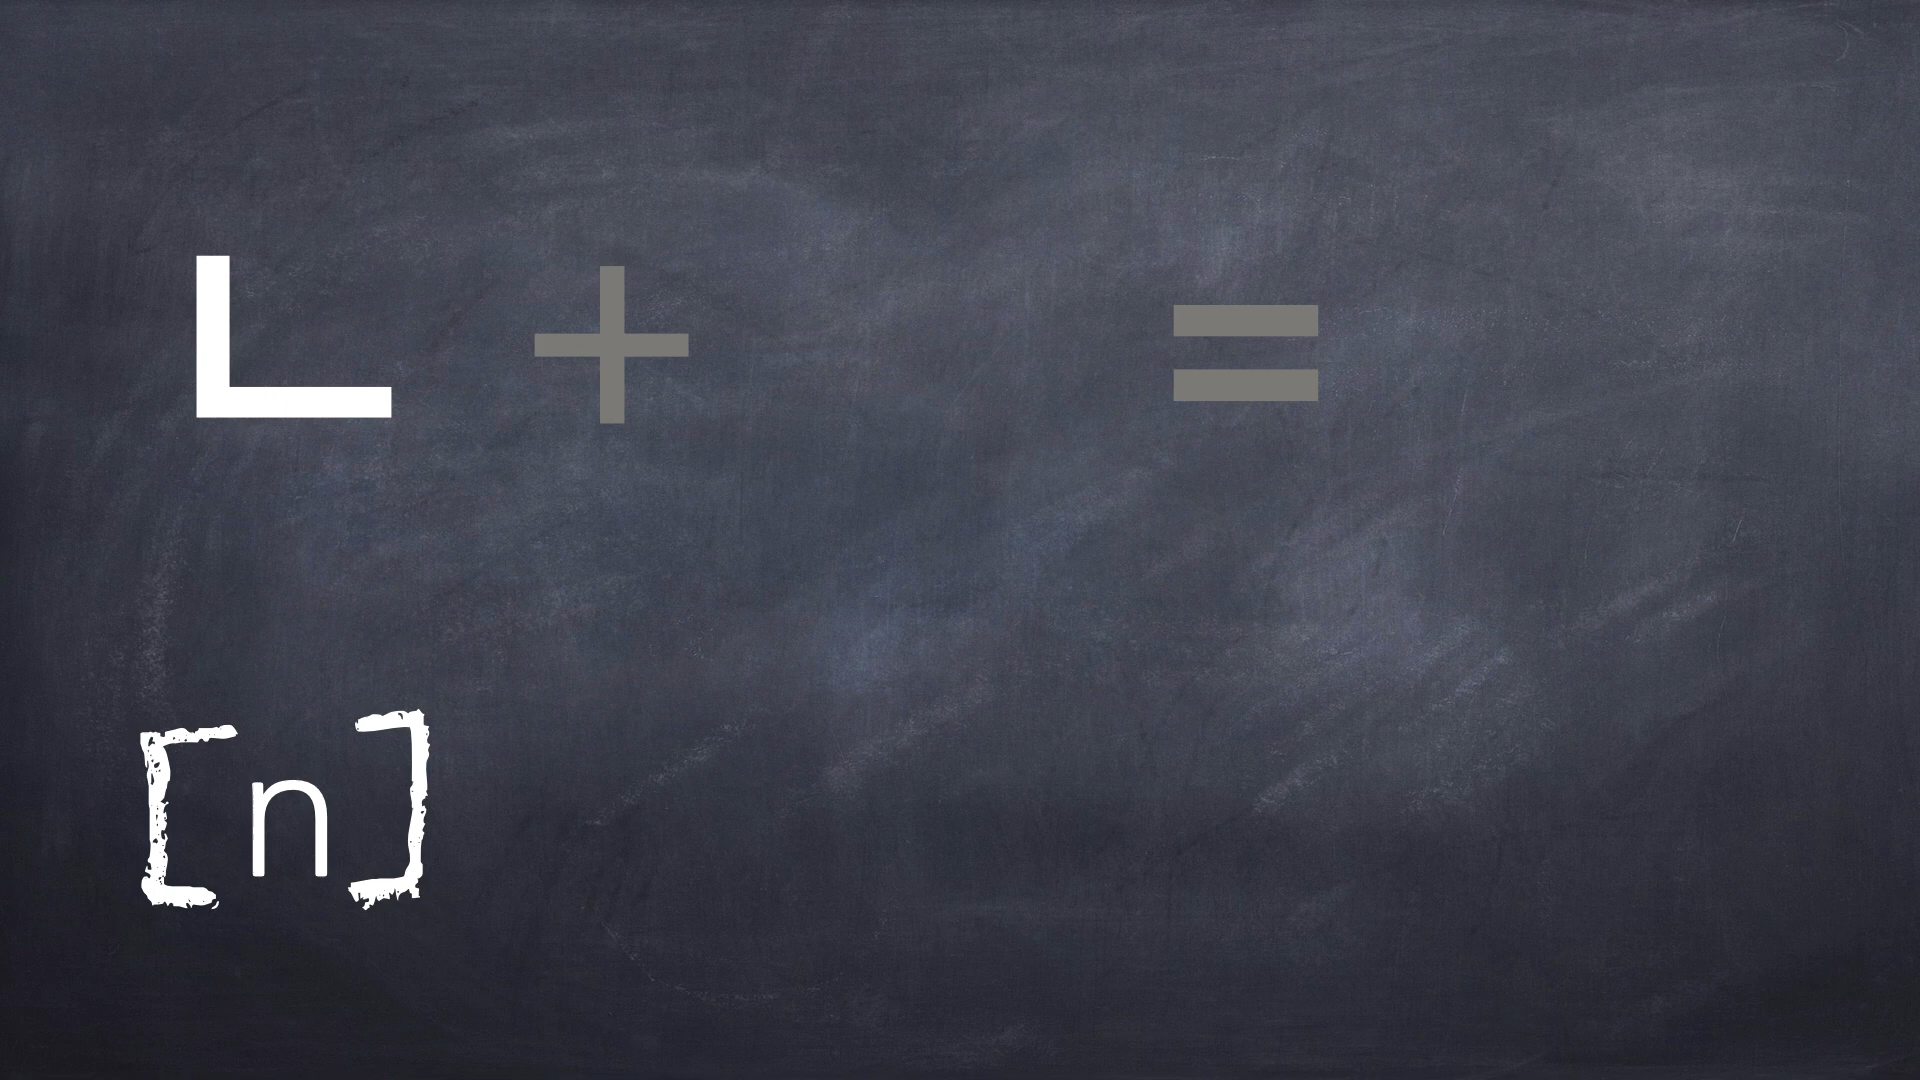 ㄴ + =
[n]